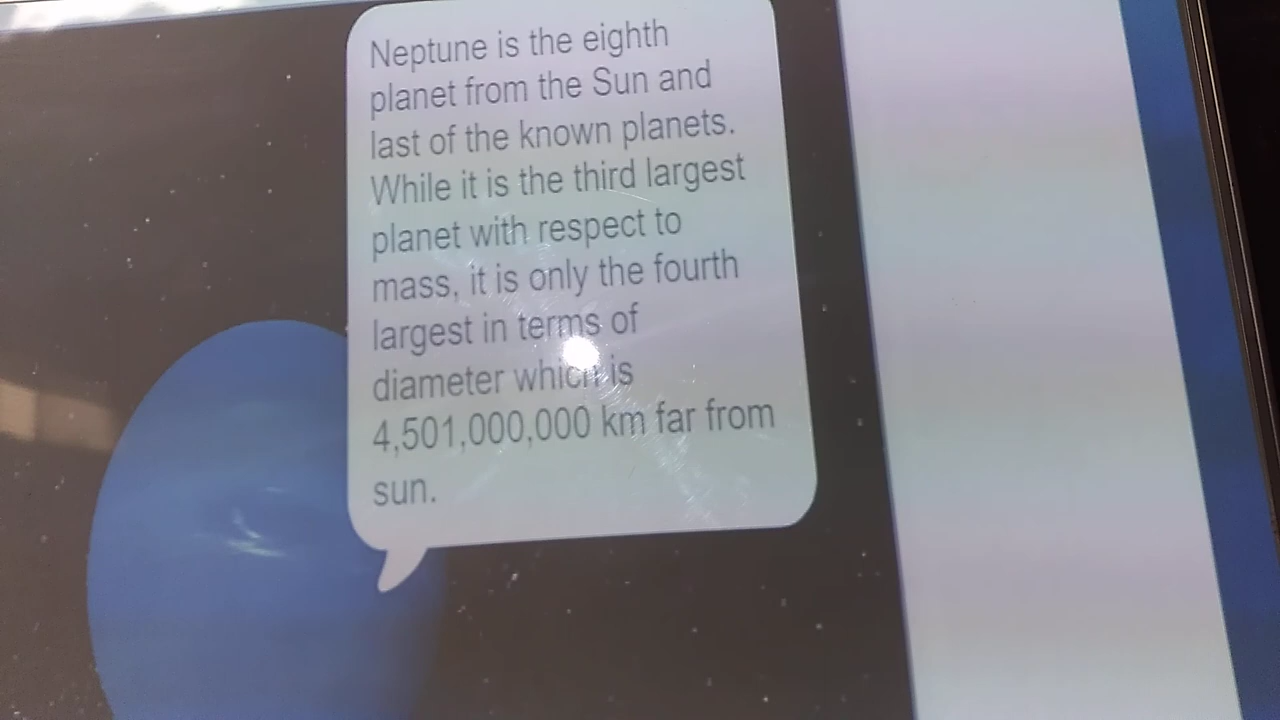 Neptune is the eighth
planet from the Sun and
last of the known planets.
While it is the third largest
planet with respect to
mass, it is only the fourth
largest in terms of
diameter which is
4,501,000,000 km far from
sun.